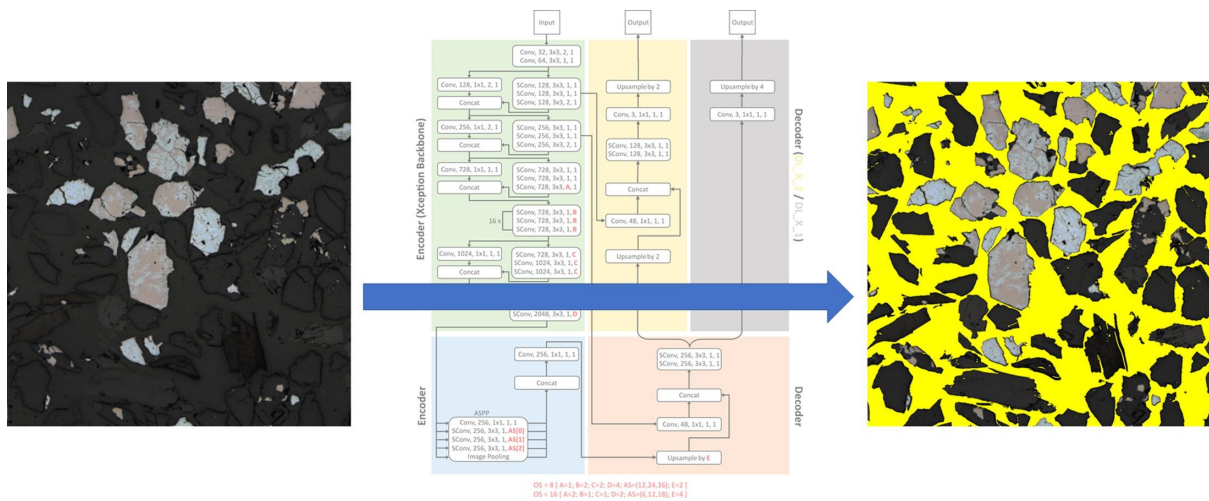 Input
Output
Output
Conv, 32, 3x3, 2, 1
Conv, 64, 3x3, 1, 1
Conv, 128, 1x1, 2, 1
SConv, 128, 3x3, 1, 1
SConv, 128, 3x3, 1, 1
SConv, 128, 3x3, 2, 1
Concat
Conv, 256, 1x1, 2, 1
SConv, 256, 3x3, 1, 1
SConv, 256, 3x3, 1, 1
SConv, 256, 3x3, 2, 1
Concat
Conv, 728, 1x1, 1, 1
SConv, 728, 3x3, 1, 1
SConv, 728, 3x3, 1, 1
SConv, 728, 3x3, A, 1
Concat
16 x
SConv, 728, 3x3, 1, B
SConv, 728, 3x3, 1, B
SConv, 728, 3x3, 1, B
Conv, 1024, 1x1, 1, 1
SConv, 728, 3x3, 1, C
SConv, 1024, 3x3, 1, C
SConv, 1024, 3x3, 1, C
Concat
SConv, 2048, 3x3, 1, D
Encoder (Xception Backbone)
Upsample by 2
Conv, 3, 1x1, 1, 1
SConv, 128, 3x3, 1, 1
SConv, 128, 3x3, 1, 1
Concat
Conv, 48, 1x1, 1, 1
Upsample by 2
Upsample by 4
Conv, 3, 1x1, 1, 1
Decoder (DL_X_2 / DL_X_1)
Encoder
Conv, 256, 1x1, 1, 1
Concat
ASPP
Conv, 256, 1x1, 1, 1
SConv, 256, 3x3, 1, AS[0]
SConv, 256, 3x3, 1, AS[1]
SConv, 256, 3x3, 1, AS[2]
Image Pooling
SConv, 256, 3x3, 1, 1
SConv, 256, 3x3, 1, 1
Concat
Conv, 48, 1x1, 1, 1
Upsample by E
Decoder
OS = 8 [ A=1; B=2; C=2; D=4; AS=(12,24,36); E=2 ]
OS = 16 [ A=2; B=1; C=1; D=2; AS=(6,12,18); E=4 ]